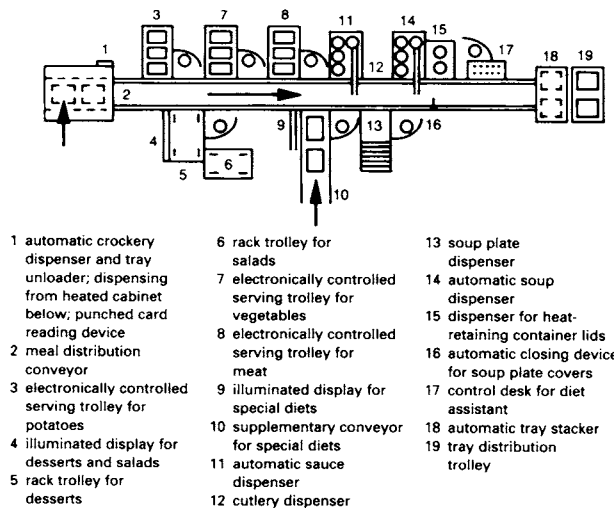 3
7
8
11
14
15
17
18
19
1
2
12
4
5
6
9
10
13
16
1 automatic crockery
dispenser and tray
unloader; dispensing
from heated cabinet
below; punched card
reading device
2 meal distribution
conveyor
3 electronically controlled
serving trolley for
potatoes
4 illuminated display for
desserts and salads
5 rack trolley for
desserts
6 rack trolley for
salads
7 electronically controlled
serving trolley for
vegetables
8 electronically controlled
serving trolley for
meat
9 illuminated display for
special diets
10 supplementary conveyor
for special diets
11 automatic sauce
dispenser
12 cutlery dispenser
13 soup plate
dispenser
14 automatic soup
dispenser
15 dispenser for heat-
retaining container lids
16 automatic closing device
for soup plate covers
17 control desk for diet
assistant
18 automatic tray stacker
19 tray distribution
trolley